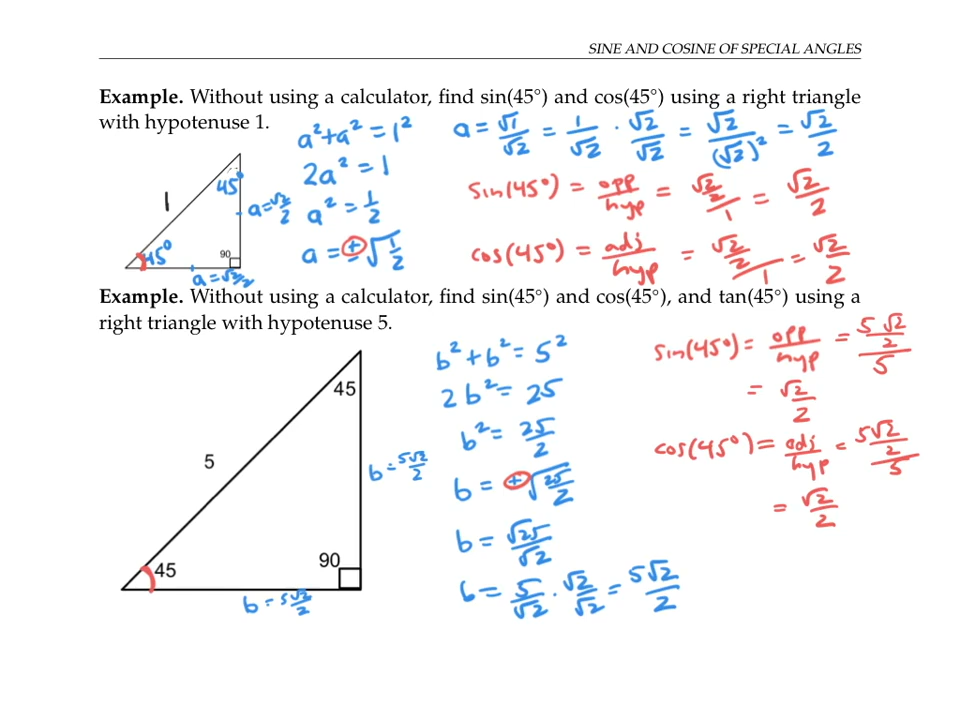 SINE AND COSINE OF SPECIAL ANGLES
Example. Without using a calculator, find sin(45°) and cos(45°) using a right triangle
with hypotenuse 1.
a²+a² = 1²
2a² = 1
a² = 1/2
a = ±√(1/2)
a = √1/√2 = 1/√2 · √2/√2 = √2/(√2)² = √2/2
sin(45°) = opp/hyp = (√2/2)/1 = √2/2
cos(45°) = adj/hyp = (√2/2)/1 = √2/2
1
45°
a=√2/2
45°
90
a=√2/2
Example. Without using a calculator, find sin(45°) and cos(45°), and tan(45°) using a
right triangle with hypotenuse 5.
45
5
b=5√2/2
45
90
b=5√2/2
b²+b²=5²
2b²=25
b²=25/2
b=±√(25/2)
b=√25/√2
b=5/√2·√2/√2=5√2/2
sin(45°)=opp/hyp=(5√2/2)/5
=√2/2
cos(45°)=adj/hyp=(5√2/2)/5
=√2/2